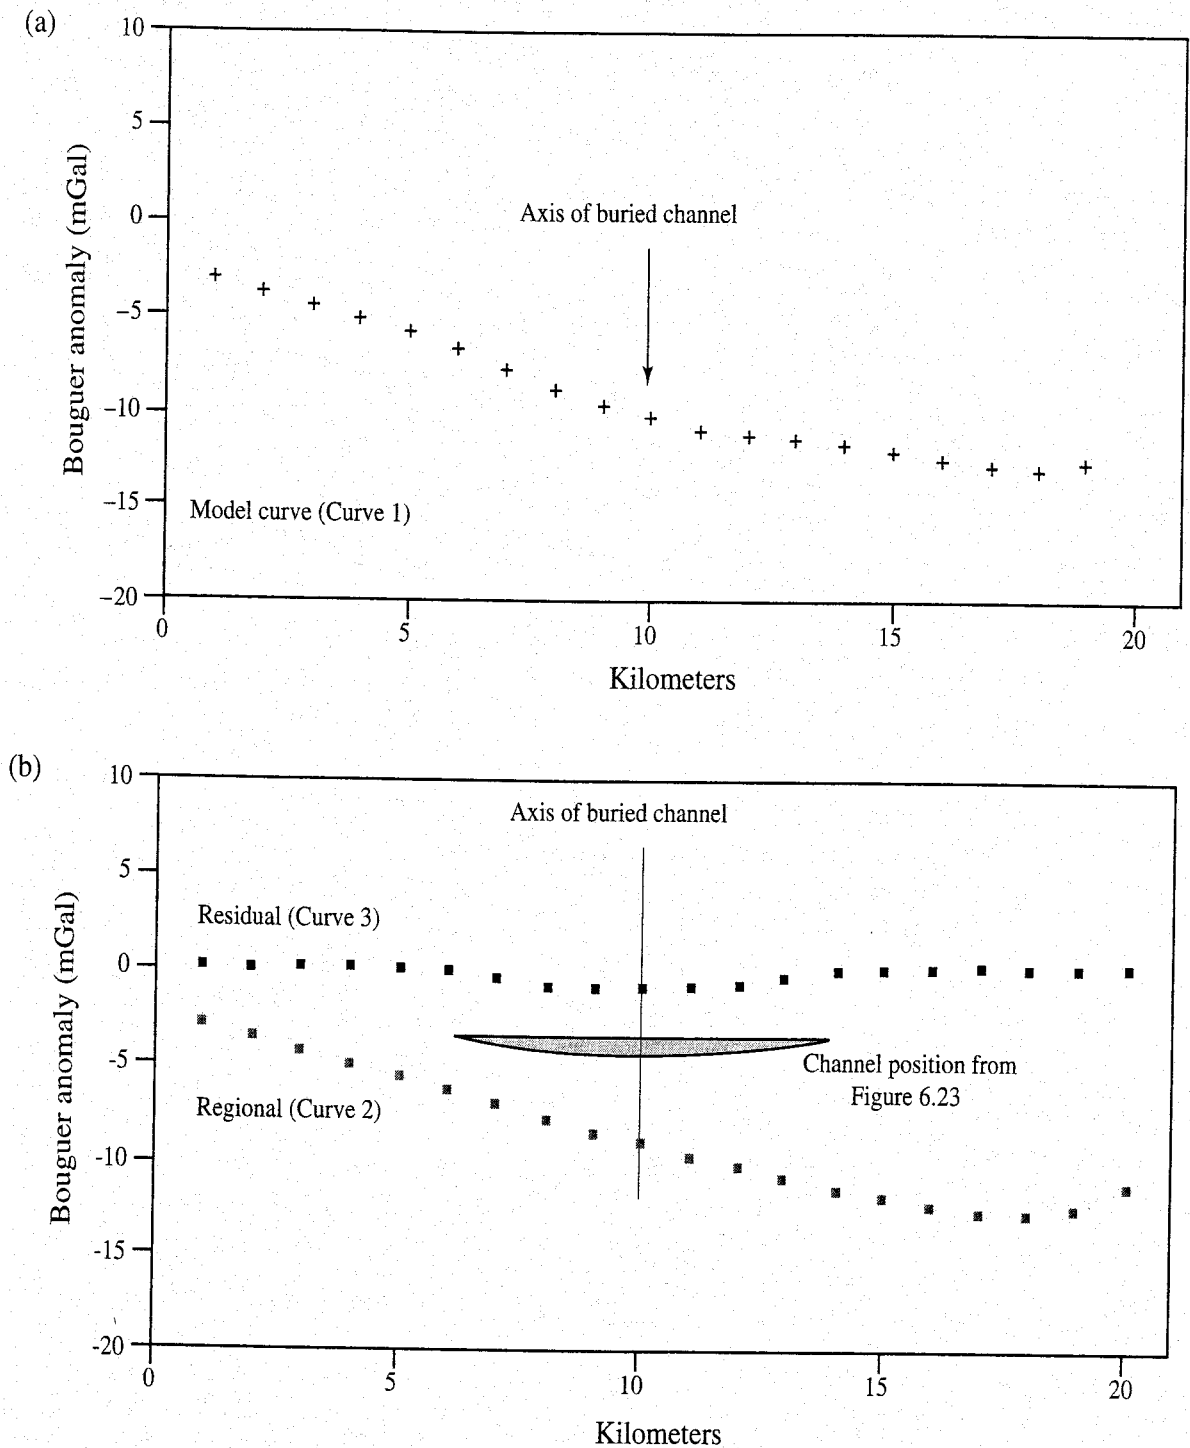 (a)
10
5
0
−5
−10
−15
−20
Bouguer anomaly (mGal)
Axis of buried channel
Model curve (Curve 1)
0
5
10
15
20
Kilometers
(b)
10
5
0
−5
−10
-15
-20
Bouguer anomaly (mGal)
Axis of buried channel
Residual (Curve 3)
Channel position from
Figure 6.23
Regional (Curve 2)
0
5
10
15
20
Kilometers